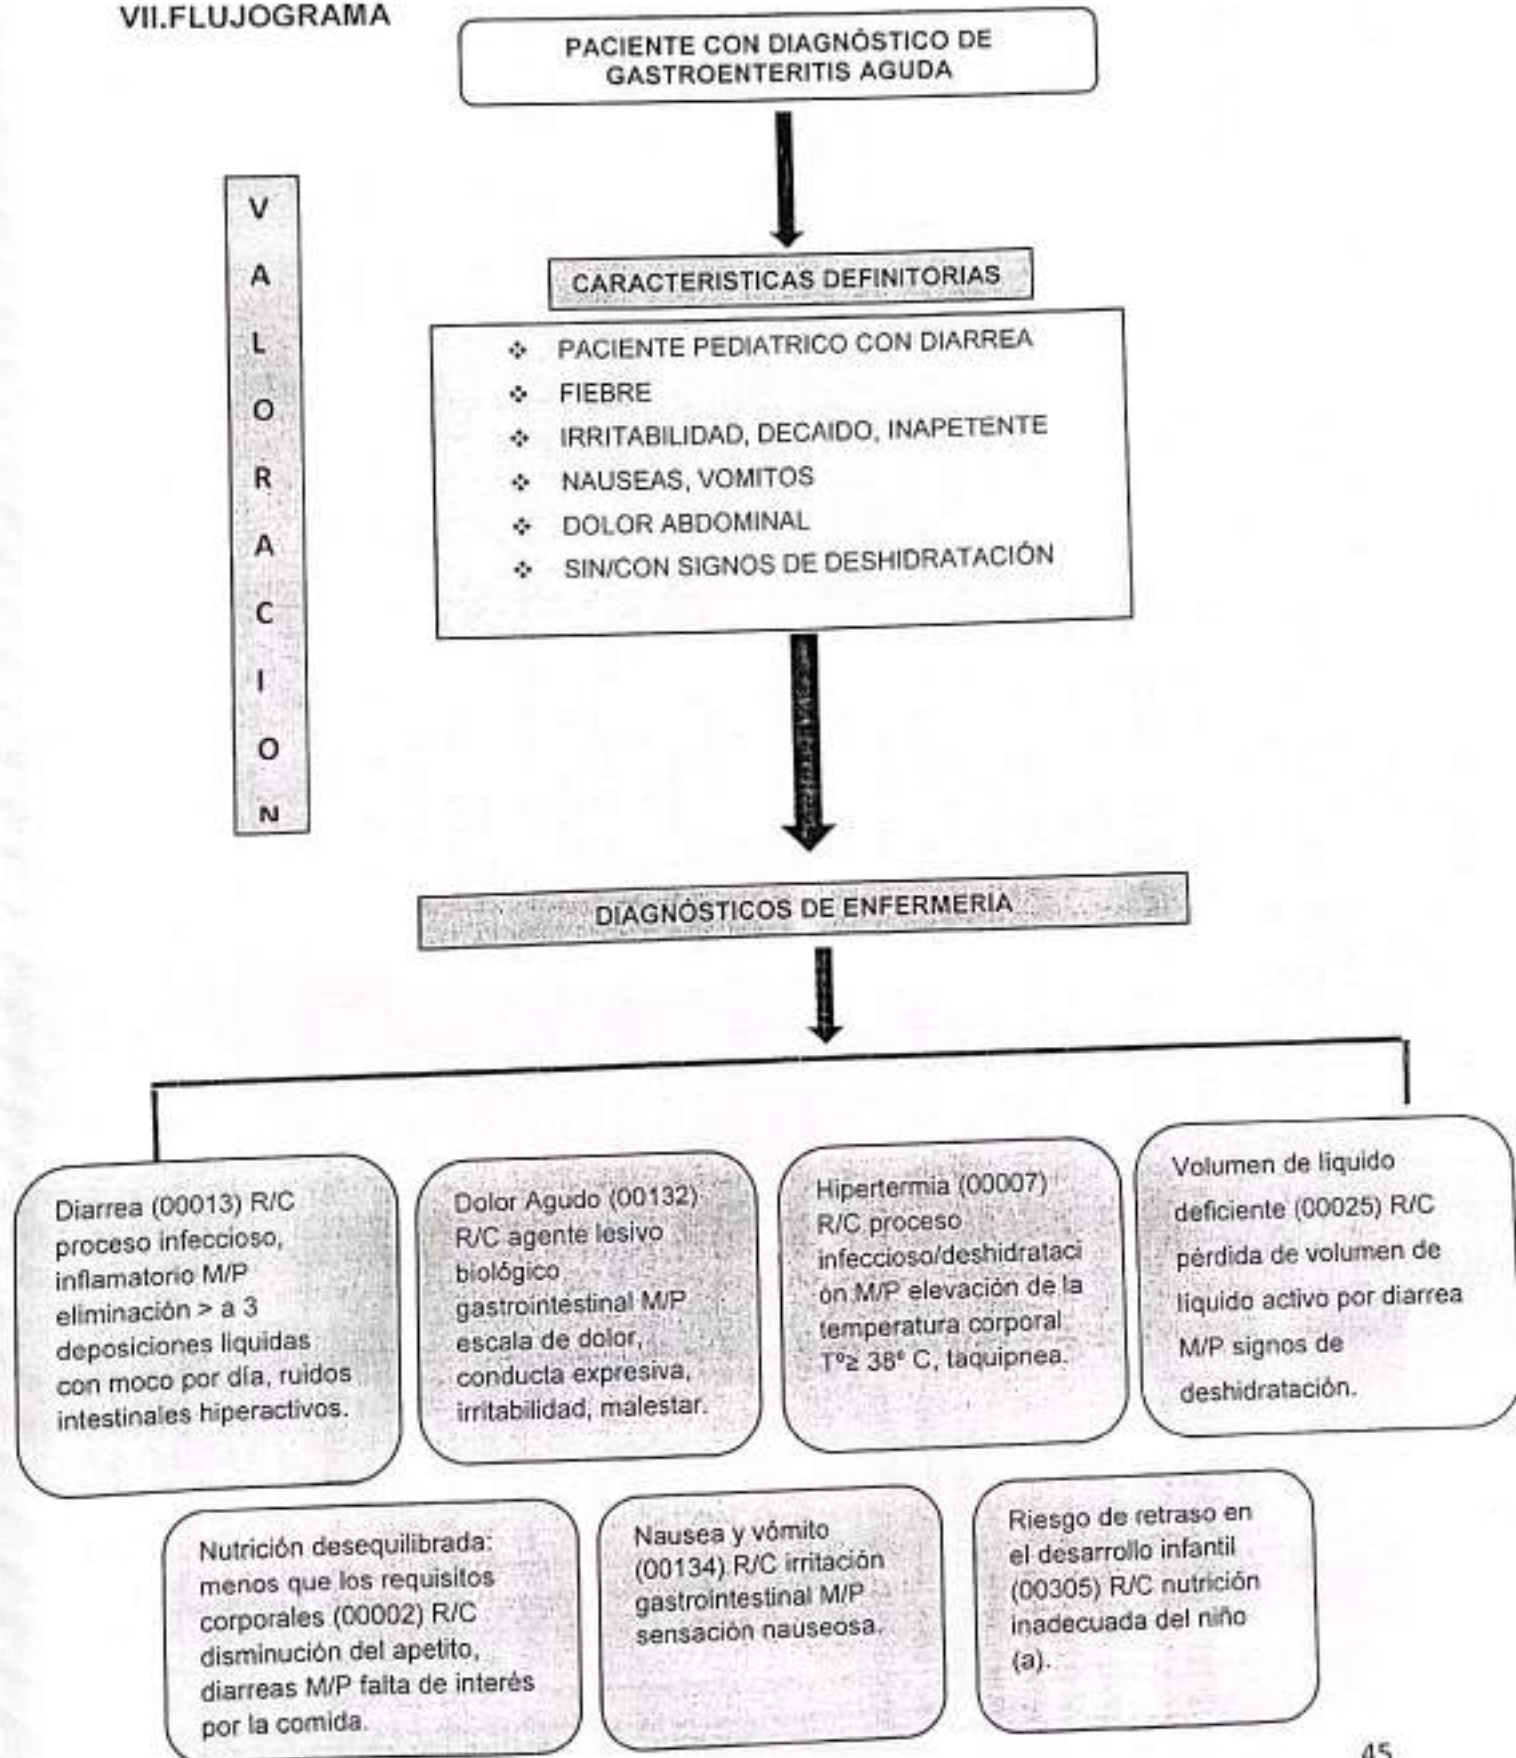 VII.FLUJOGRAMA
PACIENTE CON DIAGNÓSTICO DE
GASTROENTERITIS AGUDA
V
A
L
O
R
A
C
I
O
N
CARACTERISTICAS DEFINITORIAS
❖ PACIENTE PEDIATRICO CON DIARREA
❖ FIEBRE
❖ IRRITABILIDAD, DECAIDO, INAPETENTE
❖ NAUSEAS, VOMITOS
❖ DOLOR ABDOMINAL
❖ SIN/CON SIGNOS DE DESHIDRATACIÓN
DIAGNÓSTICOS DE ENFERMERIA
Diarrea (00013) R/C
proceso infeccioso,
inflamatorio M/P
eliminación > a 3
deposiciones liquidas
con moco por día, ruidos
intestinales hiperactivos.
Dolor Agudo (00132)
R/C agente lesivo
biológico
gastrointestinal M/P
escala de dolor,
conducta expresiva,
irritabilidad, malestar.
Hipertermia (00007)
R/C proceso
infeccioso/deshidrataci
ón M/P elevación de la
temperatura corporal
Tº≥ 38º C, taquipnea.
Volumen de liquido
deficiente (00025) R/C
pérdida de volumen de
liquido activo por diarrea
M/P signos de
deshidratación.
Nutrición desequilibrada:
menos que los requisitos
corporales (00002) R/C
disminución del apetito,
diarreas M/P falta de interés
por la comida.
Nausea y vómito
(00134) R/C irritación
gastrointestinal M/P
sensación nauseosa.
Riesgo de retraso en
el desarrollo infantil
(00305) R/C nutrición
inadecuada del niño
(a).
45